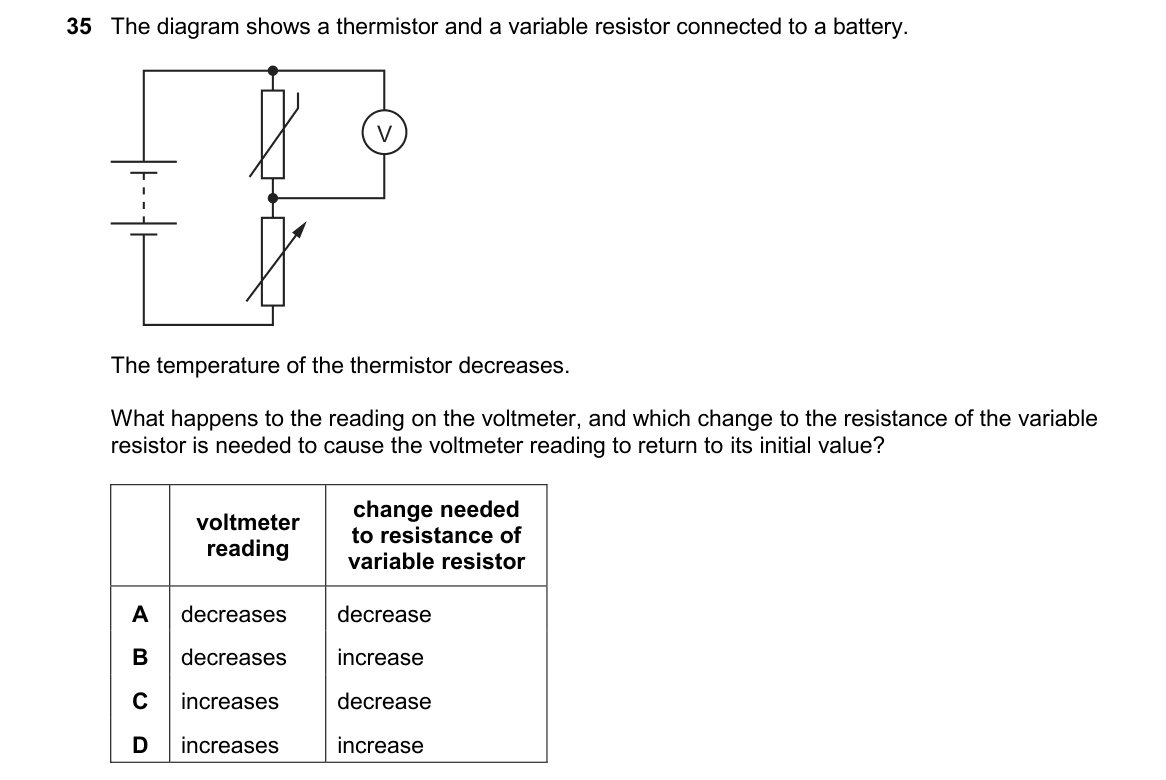 35 The diagram shows a thermistor and a variable resistor connected to a battery.
V
The temperature of the thermistor decreases.
What happens to the reading on the voltmeter, and which change to the resistance of the variable
resistor is needed to cause the voltmeter reading to return to its initial value?
voltmeter
reading
change needed
to resistance of
variable resistor
A decreases decrease
B decreases increase
C increases decrease
D increases increase